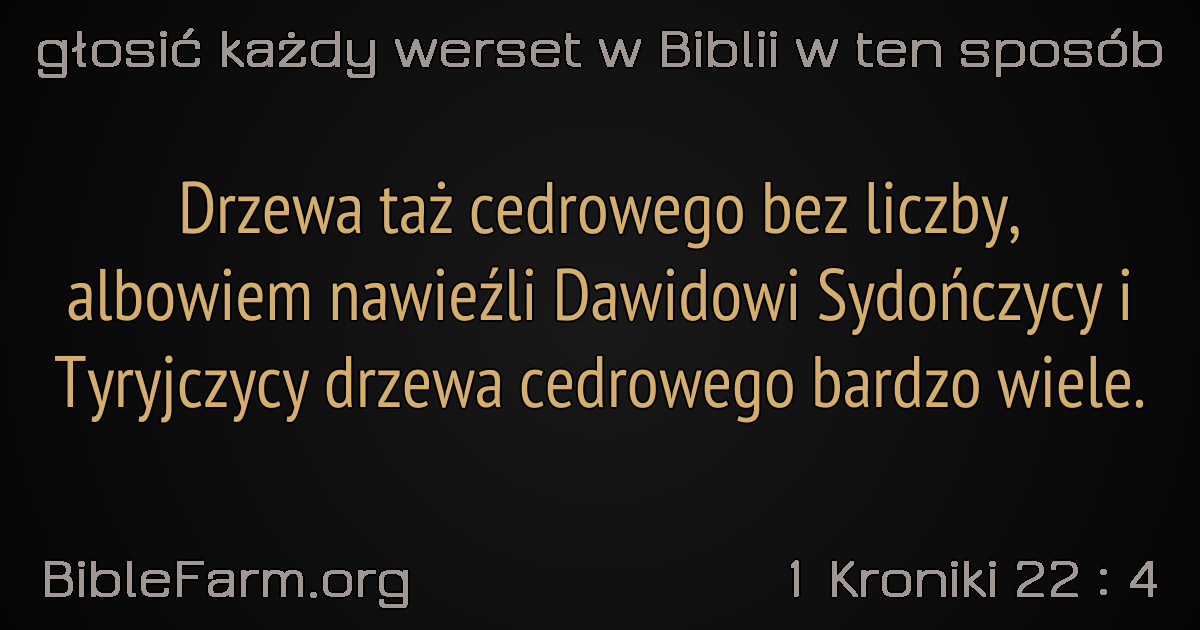 głosić każdy werset w Biblii w ten sposób
Drzewa taż cedrowego bez liczby,
albowiem nawieźli Dawidowi Sydończycy i
Tyryjczycy drzewa cedrowego bardzo wiele.
BibleFarm.org
1 Kroniki 22 : 4